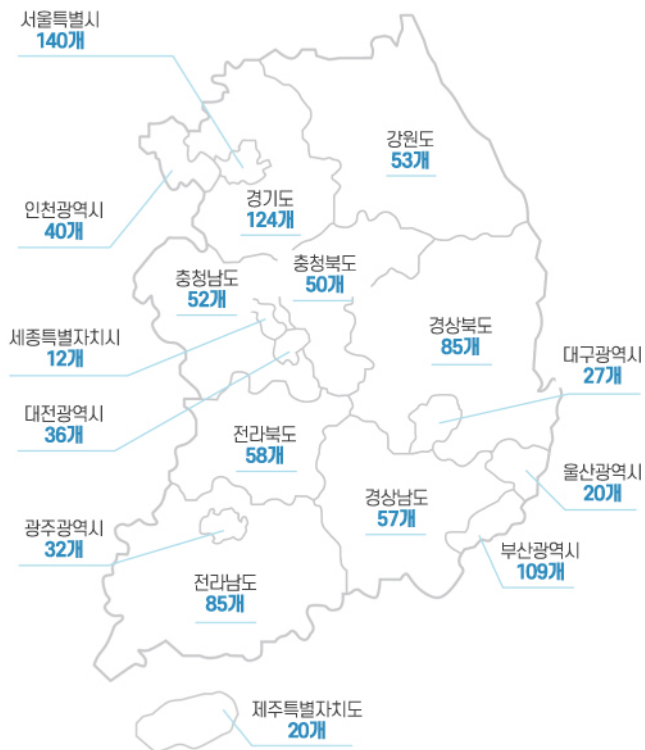 서울특별시
140개
강원도
53개
경기도
124개
인천광역시
40개
충청북도
50개
충청남도
52개
경상북도
85개
세종특별자치시
12개
대구광역시
27개
대전광역시
36개
전라북도
58개
울산광역시
20개
경상남도
57개
광주광역시
32개
부산광역시
109개
전라남도
85개
제주특별자치도
20개